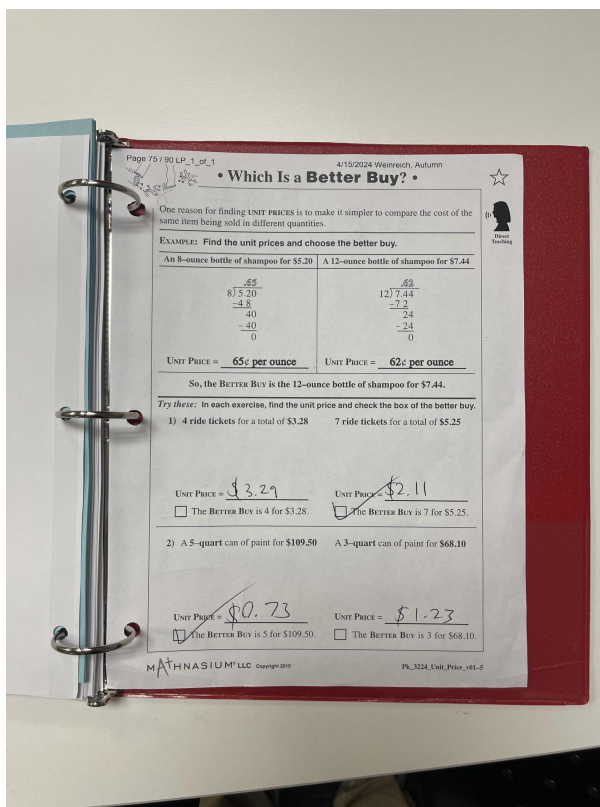 Page 75 / 90 LP_1_of_1
4/15/2024 Weinreich, Autumn
• Which Is a Better Buy? •
One reason for finding UNIT PRICES is to make it simpler to compare the cost of the
same item being sold in different quantities.
Direct
Teaching
EXAMPLE: Find the unit prices and choose the better buy.
An 8–ounce bottle of shampoo for $5.20 A 12–ounce bottle of shampoo for $7.44
.65 .62
8)5.20 12)7.44
–4 8 –7 2
40 24
– 40 – 24
0 0
UNIT PRICE = 65¢ per ounce UNIT PRICE = 62¢ per ounce
So, the BETTER BUY is the 12–ounce bottle of shampoo for $7.44.
Try these: In each exercise, find the unit price and check the box of the better buy.
1) 4 ride tickets for a total of $3.28 7 ride tickets for a total of $5.25
UNIT PRICE = $3.29 UNIT PRICE = $2.11
The BETTER BUY is 4 for $3.28. The BETTER BUY is 7 for $5.25.
2) A 5–quart can of paint for $109.50 A 3–quart can of paint for $68.10
UNIT PRICE = $0.73 UNIT PRICE = $1.23
The BETTER BUY is 5 for $109.50. The BETTER BUY is 3 for $68.10.
MATHNASIUM® LLC Copyright 2015 Pk_3224_Unit_Price_v01–5